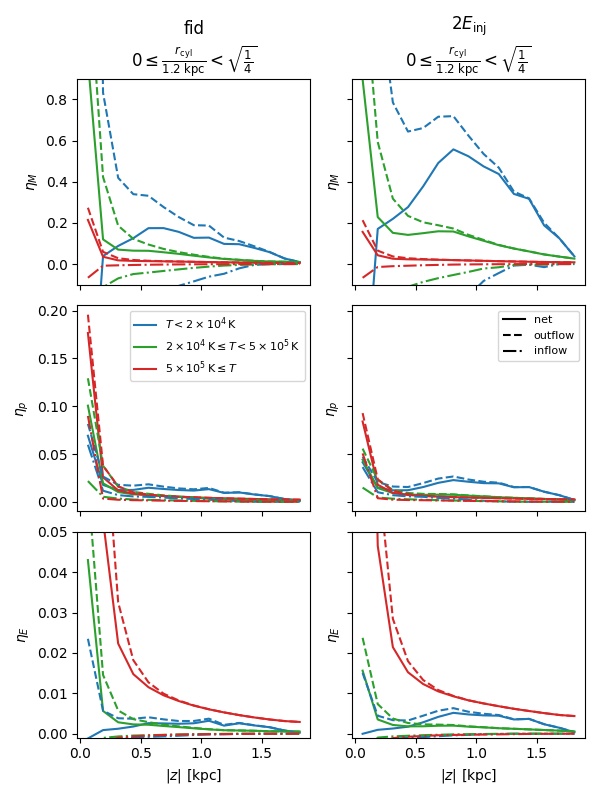 fid
0 ≤ r_cyl / 1.2 kpc < √(1/4)
2E_inj
0 ≤ r_cyl / 1.2 kpc < √(1/4)
η_M
0.8
0.6
0.4
0.2
0.0
η_M
η_p
0.20
0.15
0.10
0.05
0.00
T < 2 × 10^4 K
2 × 10^4 K ≤ T < 5 × 10^5 K
5 × 10^5 K ≤ T
η_p
net
outflow
inflow
η_E
0.05
0.04
0.03
0.02
0.01
0.00
η_E
0.0 0.5 1.0 1.5
|z| [kpc]
0.0 0.5 1.0 1.5
|z| [kpc]